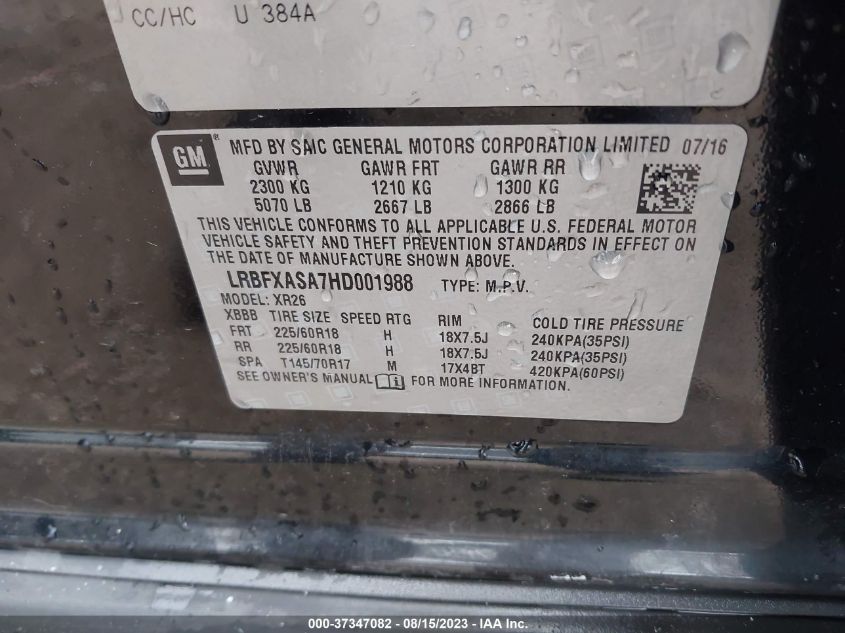 CC/HC U 384A
GM ® MFD BY SAIC GENERAL MOTORS CORPORATION LIMITED 07/16
GVWR GAWR FRT GAWR RR
2300 KG 1210 KG 1300 KG
5070 LB 2667 LB 2866 LB
THIS VEHICLE CONFORMS TO ALL APPLICABLE U.S. FEDERAL MOTOR
VEHICLE SAFETY AND THEFT PREVENTION STANDARDS IN EFFECT ON
THE DATE OF MANUFACTURE SHOWN ABOVE.
LRBFXASA7HD001988 TYPE: M.P.V.
MODEL: XR26
XBBB TIRE SIZE SPEED RTG RIM COLD TIRE PRESSURE
FRT 225/60R18 H 18X7.5J 240KPA(35PSI)
RR 225/60R18 H 18X7.5J 240KPA(35PSI)
SPA T145/70R17 M 17X4BT 420KPA(60PSI)
SEE OWNER'S MANUAL FOR MORE INFORMATION.
000-37347082 - 08/15/2023 - IAA Inc.